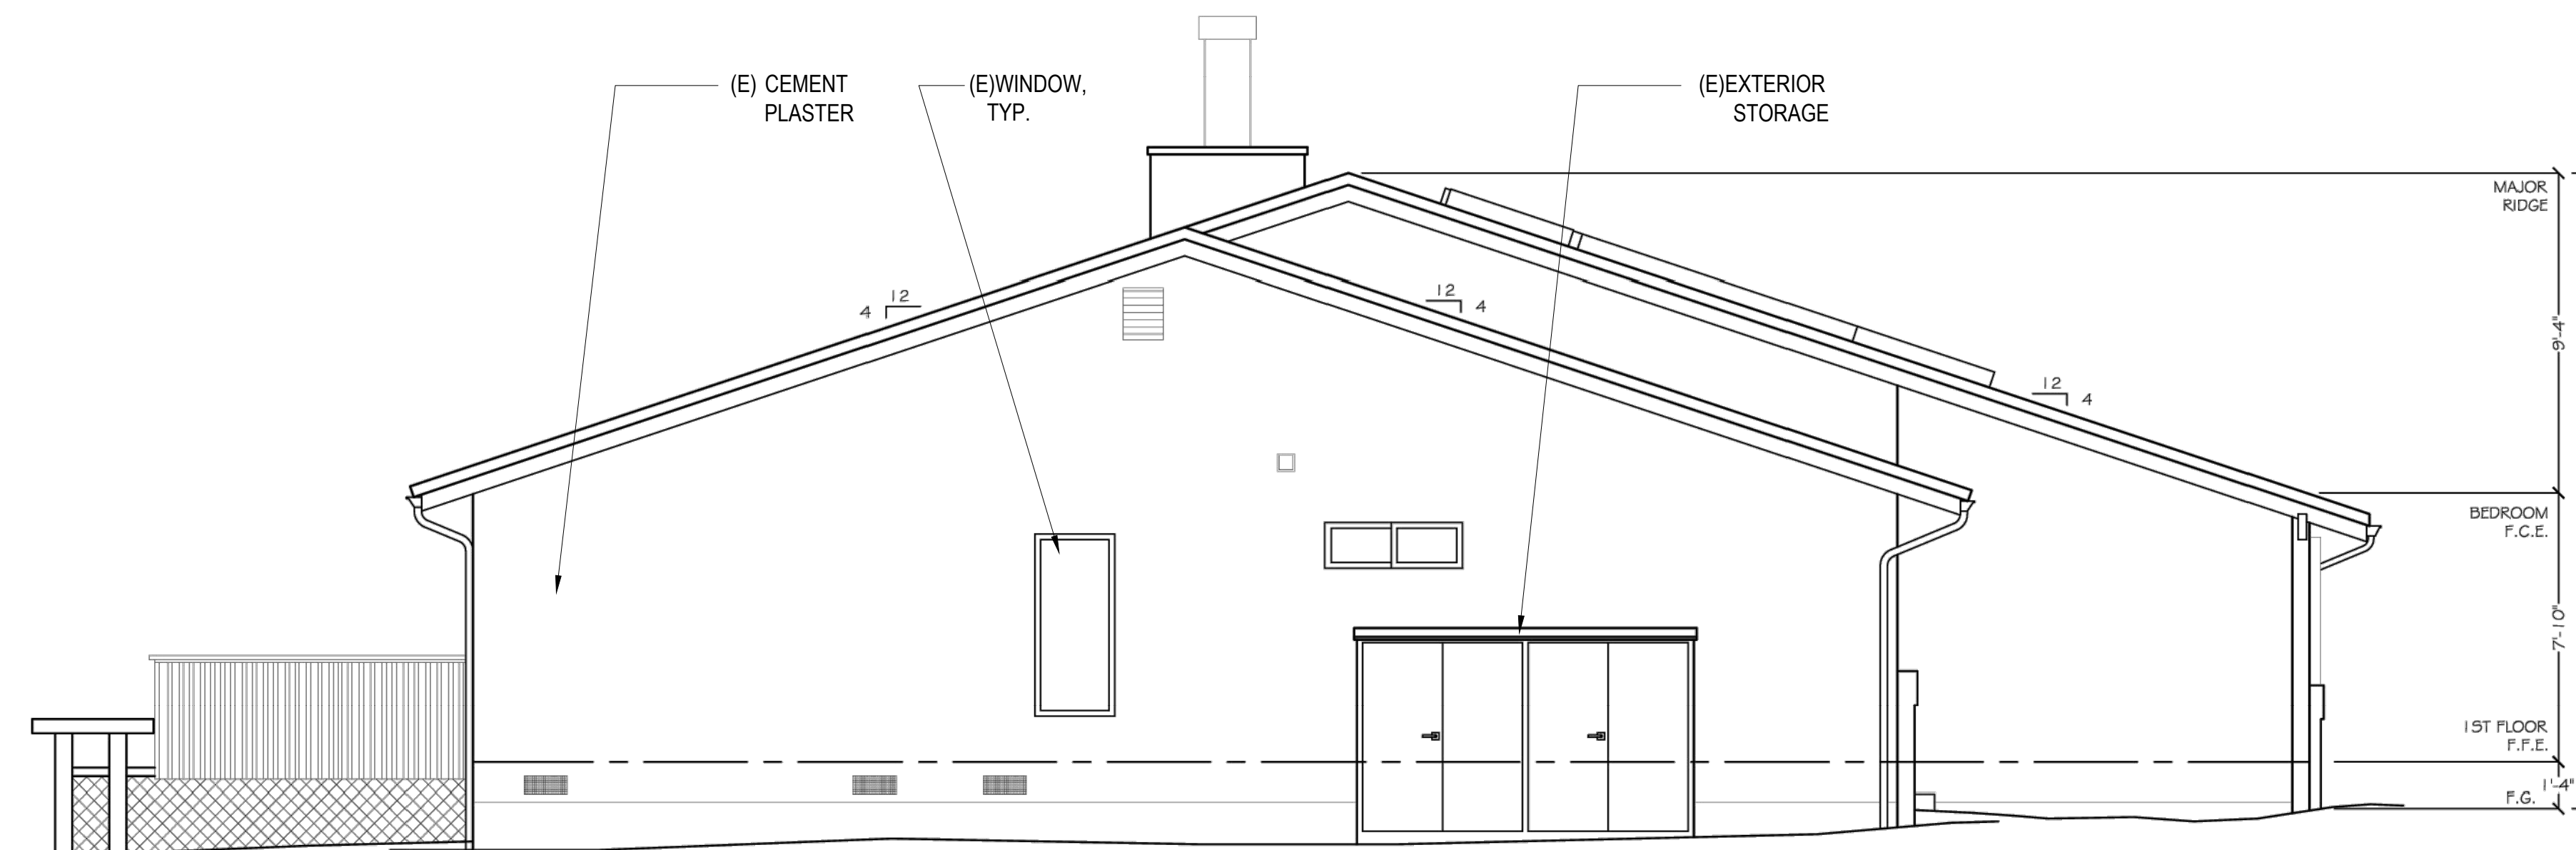 (E) CEMENT
PLASTER
(E)WINDOW,
TYP.
(E)EXTERIOR
STORAGE
MAJOR
RIDGE
12
4
12
4
12
4
9'-4"
BEDROOM
F.C.E.
7'-10"
1ST FLOOR
F.F.E.
1'-4"
F.G.